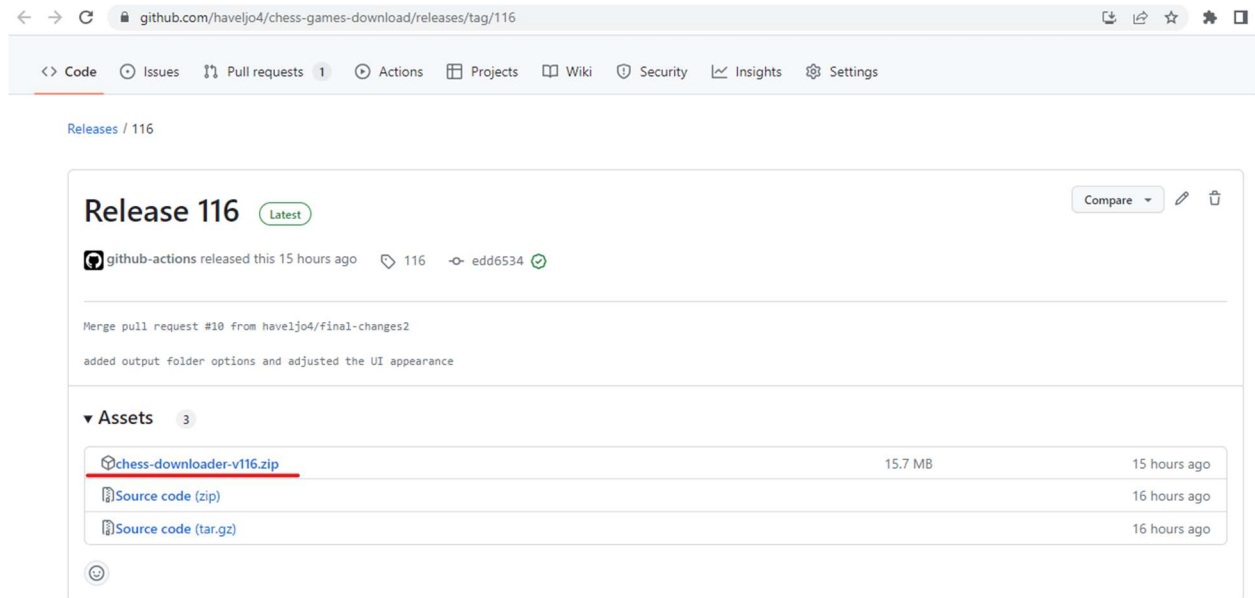 github.com/haveljo4/chess-games-download/releases/tag/116
<> Code Issues Pull requests 1 Actions Projects Wiki Security Insights Settings
Releases / 116
Release 116 Latest Compare
github-actions released this 15 hours ago 116 edd6534
Merge pull request #10 from haveljo4/final-changes2
added output folder options and adjusted the UI appearance
Assets 3
chess-downloader-v116.zip 15.7 MB 15 hours ago
Source code (zip) 16 hours ago
Source code (tar.gz) 16 hours ago